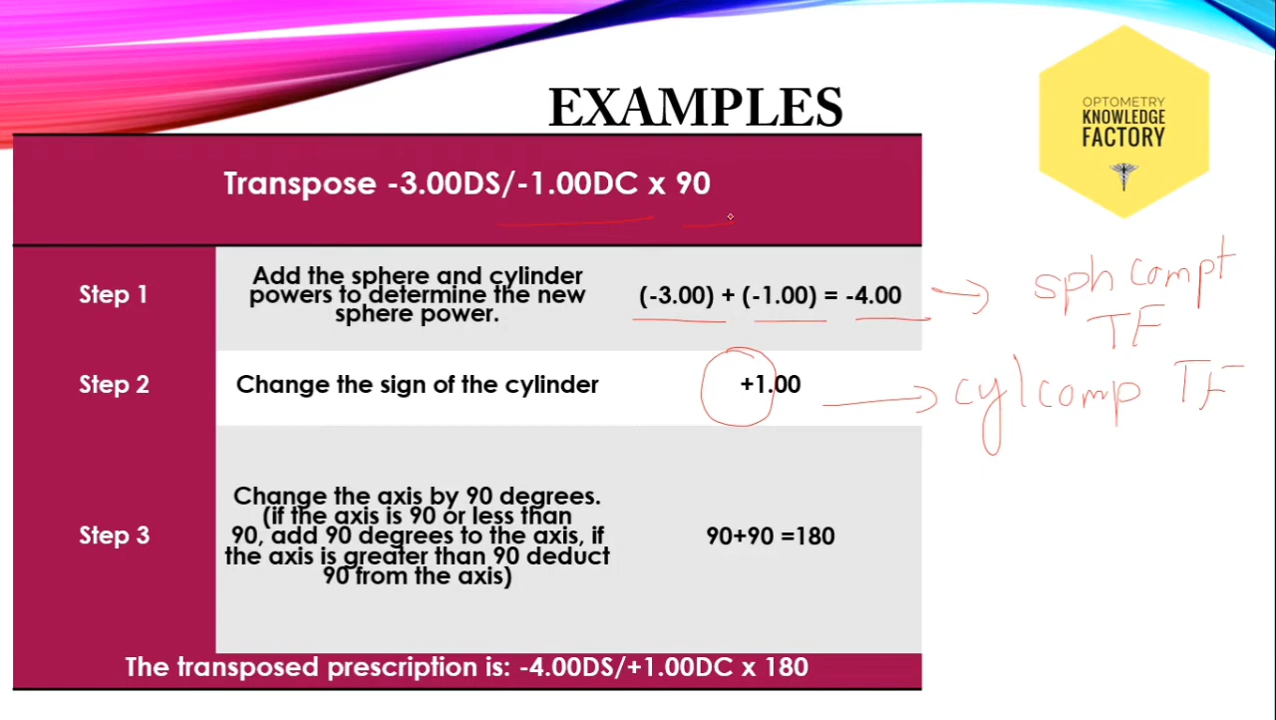 EXAMPLES
OPTOMETRY
KNOWLEDGE
FACTORY
Transpose -3.00DS/-1.00DC x 90
Step 1
Add the sphere and cylinder
powers to determine the new
sphere power.
(-3.00) + (-1.00) = -4.00
sph compt
TF
Step 2
Change the sign of the cylinder
+1.00
cyl comp TF
Step 3
Change the axis by 90 degrees.
(if the axis is 90 or less than
90, add 90 degrees to the axis, if
the axis is greater than 90 deduct
90 from the axis)
90+90 =180
The transposed prescription is: -4.00DS/+1.00DC x 180